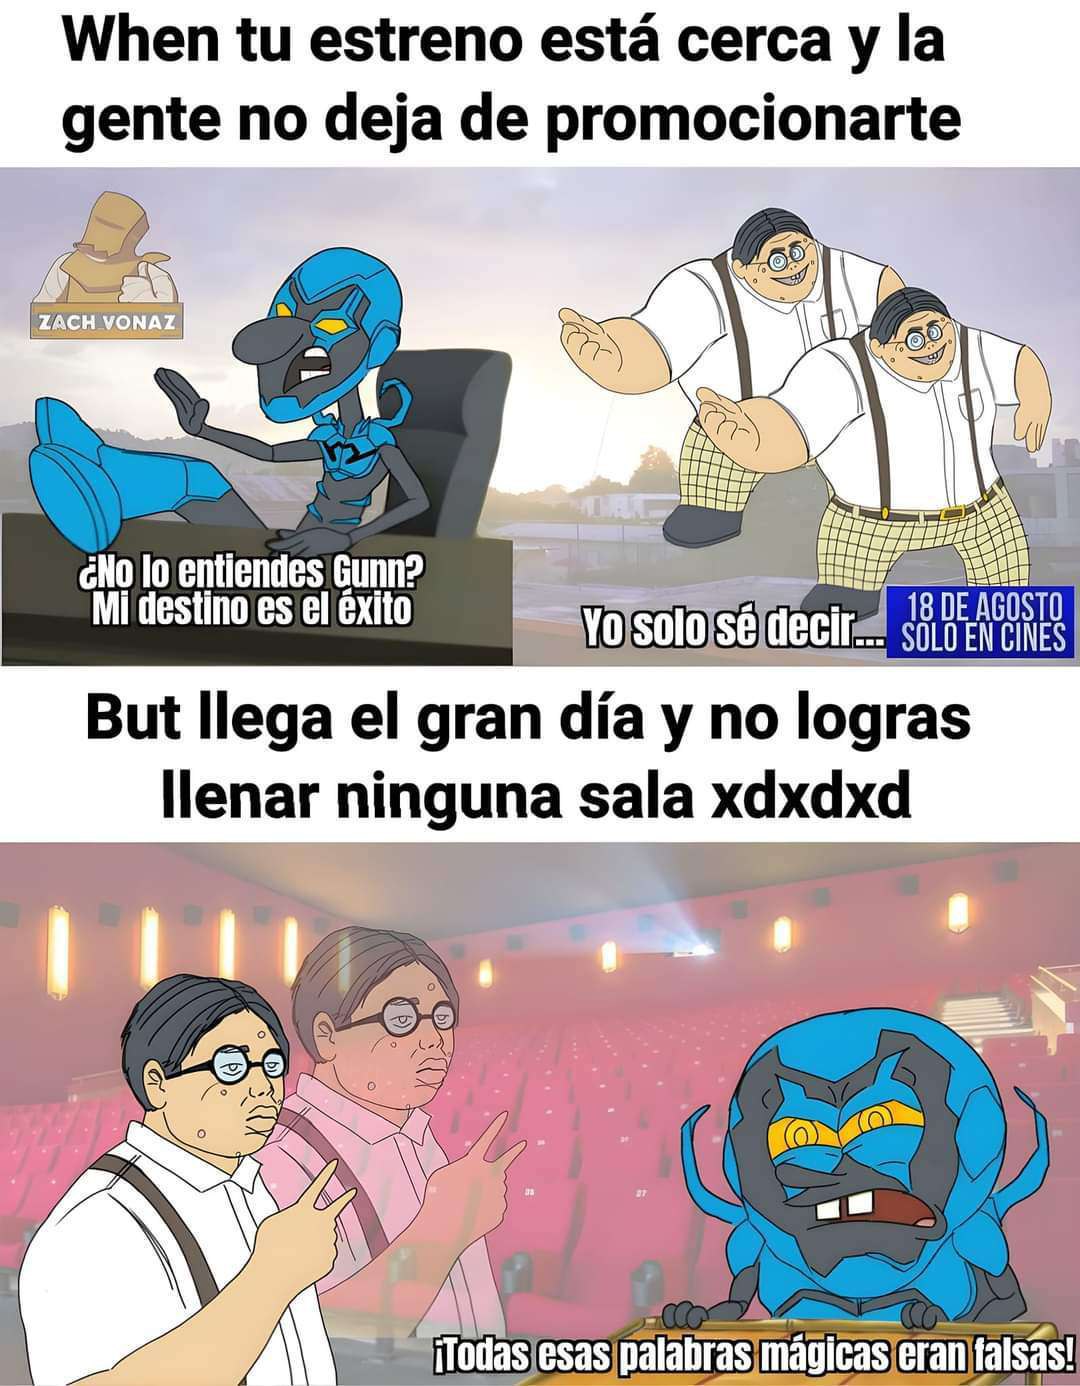 When tu estreno está cerca y la
gente no deja de promocionarte
ZACH VONAZ
¿No lo entiendes Gunn?
Mi destino es el éxito
Yo solo sé decir...
18 DE AGOSTO
SOLO EN CINES
But llega el gran día y no logras
llenar ninguna sala xdxdxd
¡Todas esas palabras mágicas eran falsas!